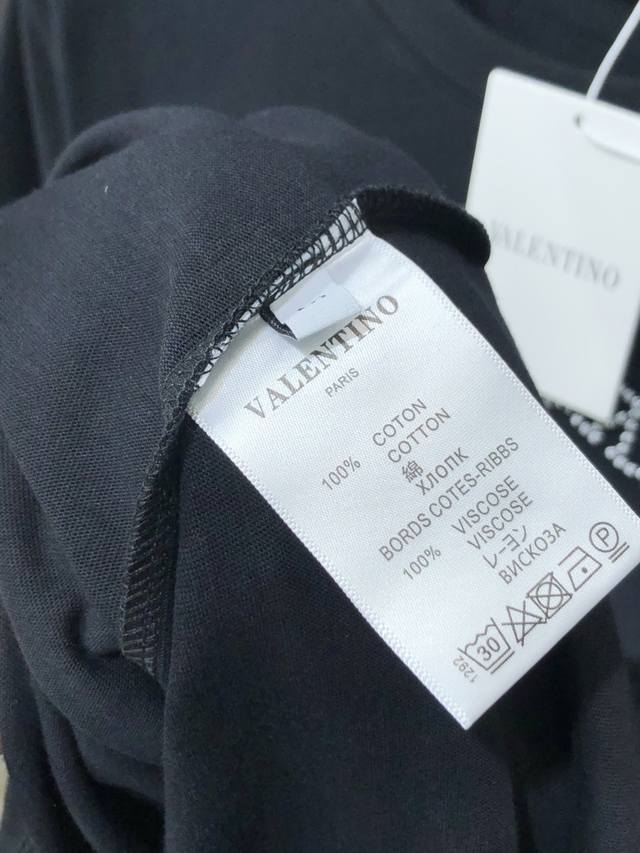 VALENTINO
VALENTINO
PARIS
100% COTON
COTTON
綿
ХЛОПК
BORDS COTES-RIBBS
100% VISCOSE
VISCOSE
レーヨン
ВИСКОЗА
30
P
1292